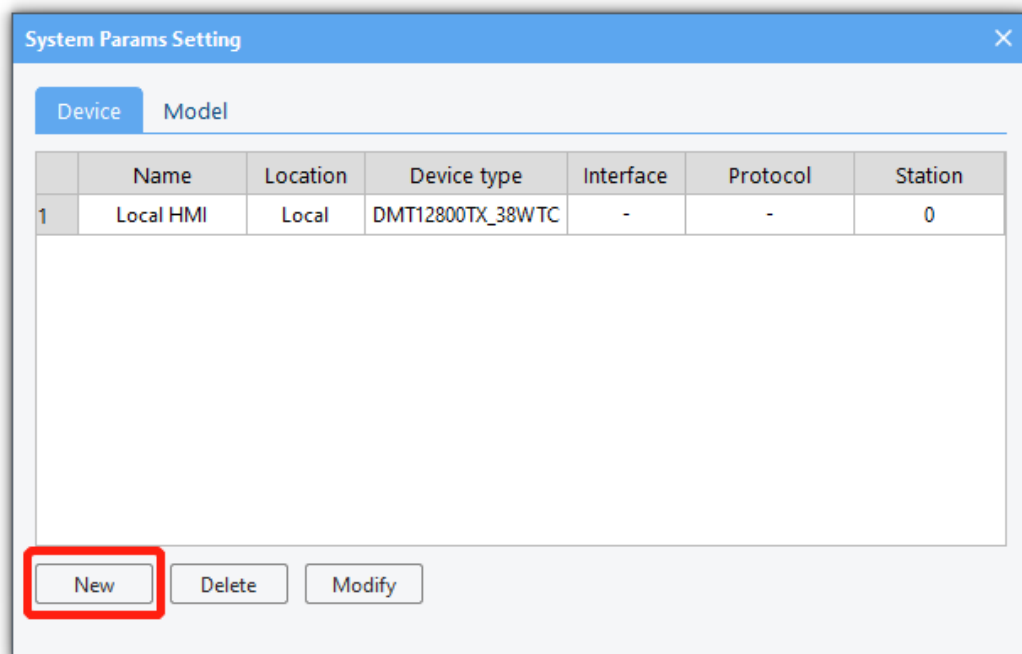 System Params Setting
Device Model
Name Location Device type Interface Protocol Station
1 Local HMI Local DMT12800TX_38WTC - - 0
New Delete Modify